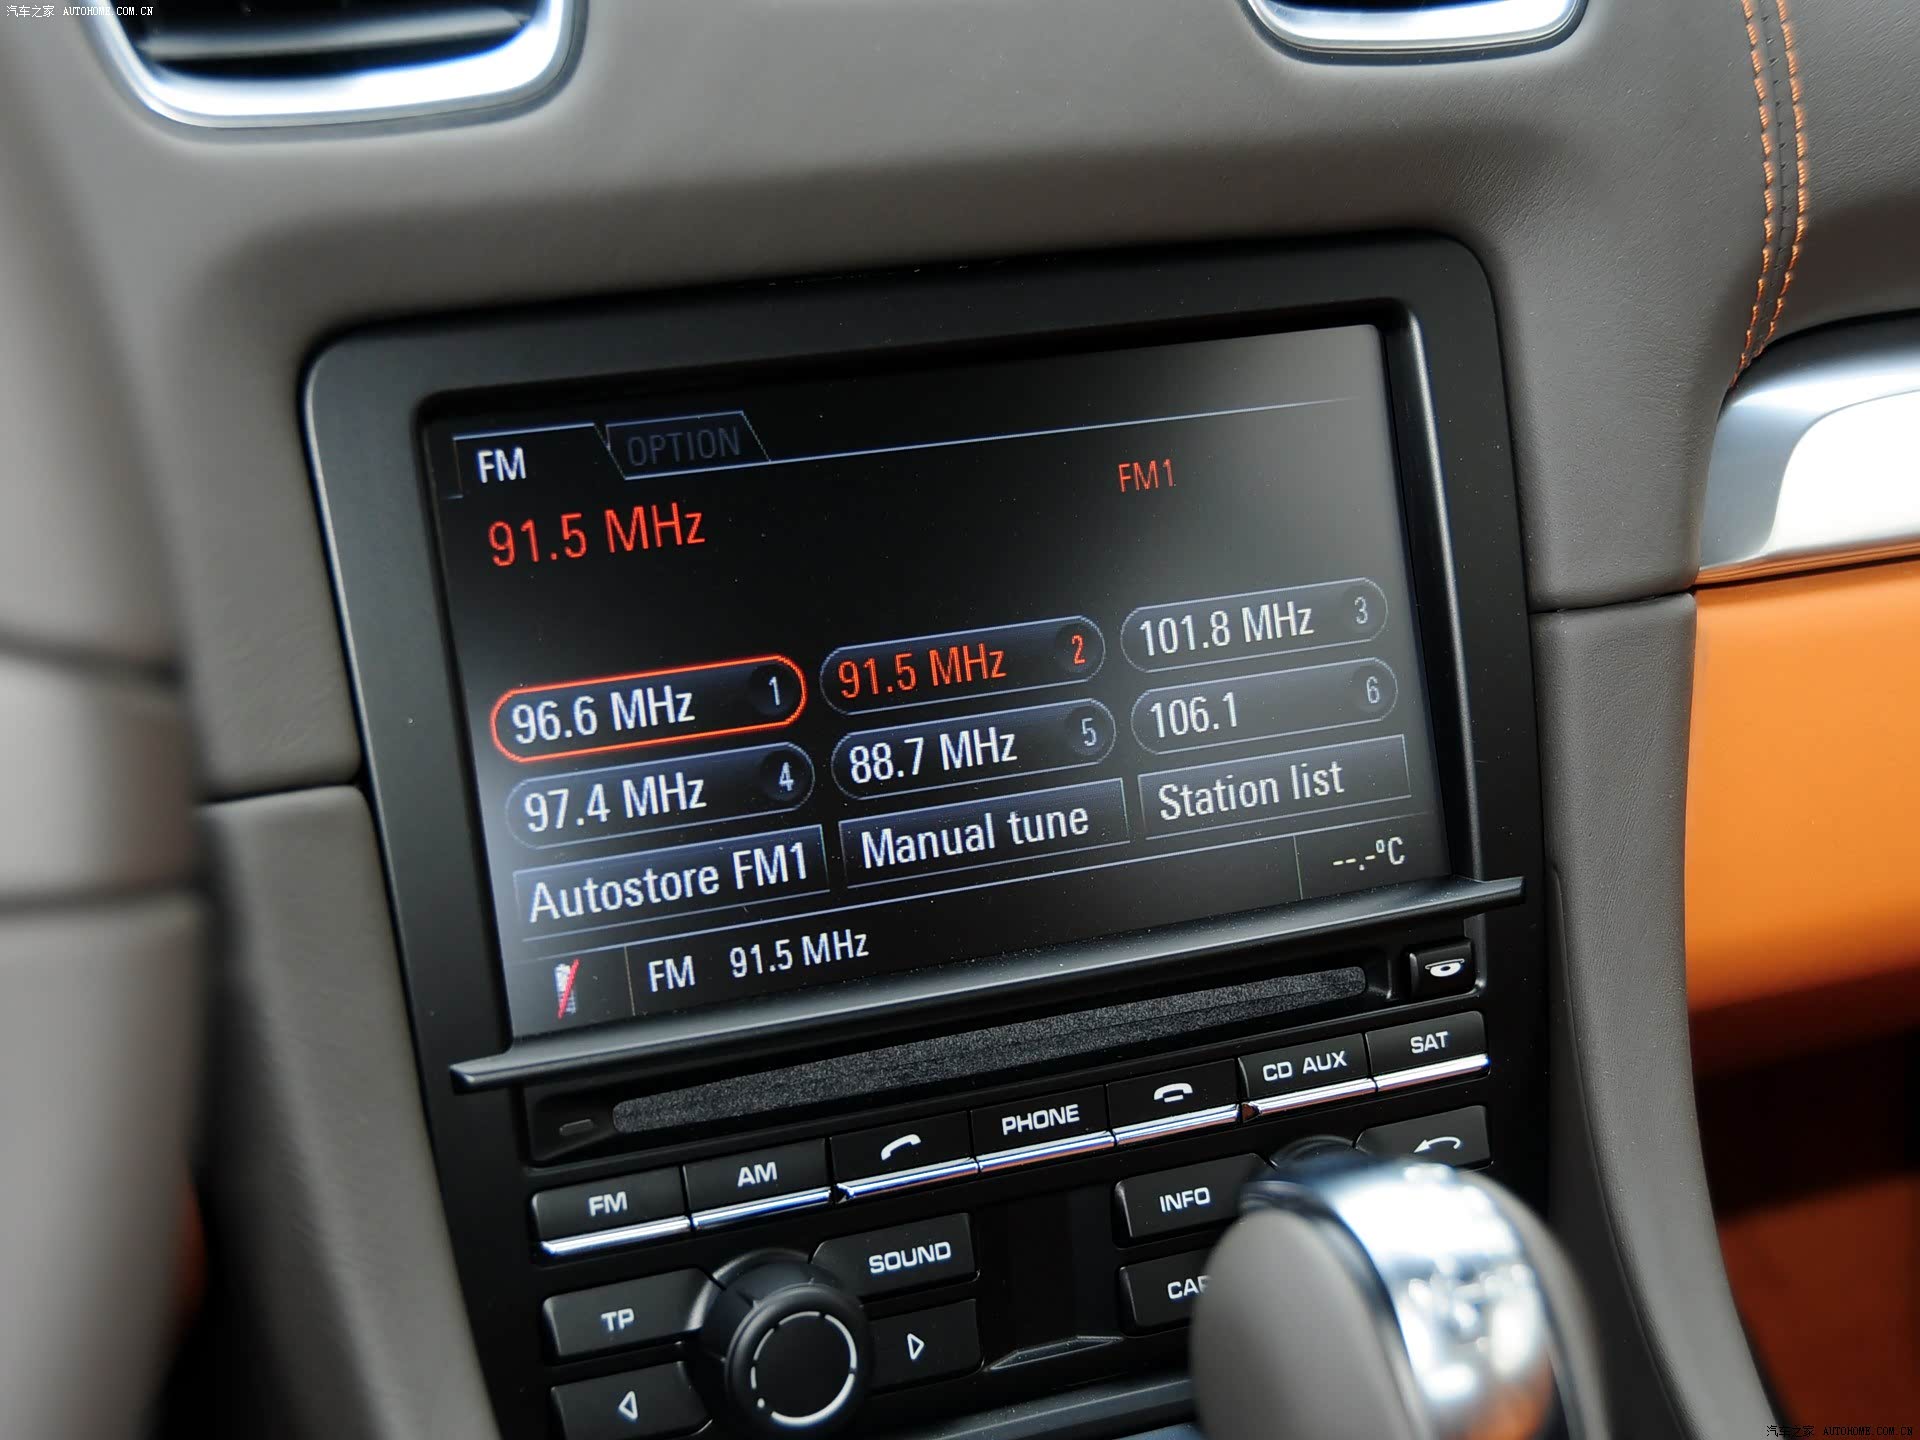 汽车之家 AUTOHOME.COM.CN
FM OPTION
FM1
91.5 MHz
96.6 MHz 1 91.5 MHz 2 101.8 MHz 3
97.4 MHz 4 88.7 MHz 5 106.1 6
Autostore FM1 Manual tune Station list
--.-°C
FM 91.5 MHz
FM AM PHONE CD AUX SAT
SOUND INFO
TP
汽车之家 AUTOHOME.COM.CN